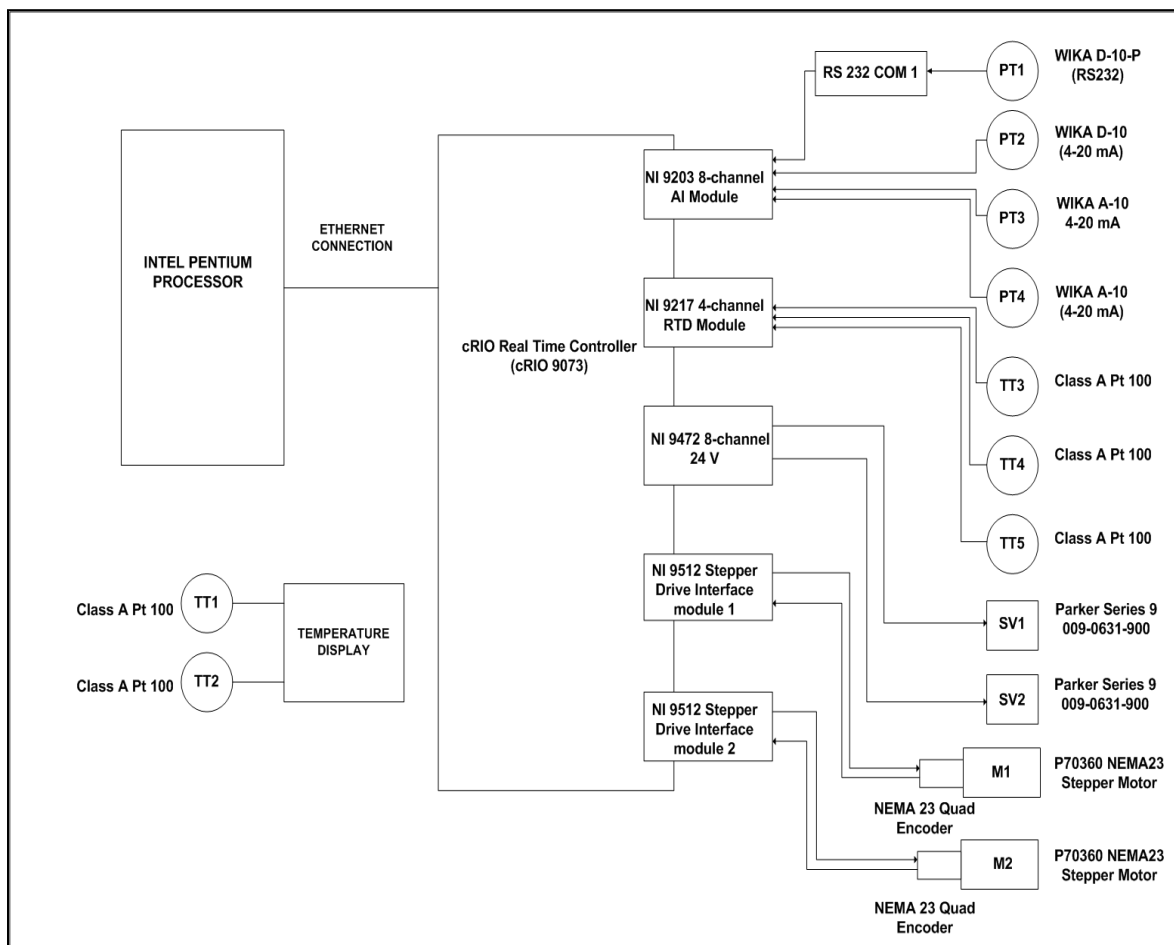 RS 232 COM 1
PT1
WIKA D-10-P
(RS232)
PT2
WIKA D-10
(4-20 mA)
NI 9203 8-channel
AI Module
PT3
WIKA A-10
4-20 mA
ETHERNET
CONNECTION
INTEL PENTIUM
PROCESSOR
PT4
WIKA A-10
(4-20 mA)
NI 9217 4-channel
RTD Module
cRIO Real Time Controller
(cRIO 9073)
TT3
Class A Pt 100
NI 9472 8-channel
24 V
TT4
Class A Pt 100
TT5
Class A Pt 100
NI 9512 Stepper
Drive Interface
module 1
Class A Pt 100
TT1
TEMPERATURE
DISPLAY
Class A Pt 100
TT2
SV1
Parker Series 9
009-0631-900
NI 9512 Stepper
Drive Interface
module 2
SV2
Parker Series 9
009-0631-900
M1
P70360 NEMA23
Stepper Motor
NEMA 23 Quad
Encoder
M2
P70360 NEMA23
Stepper Motor
NEMA 23 Quad
Encoder